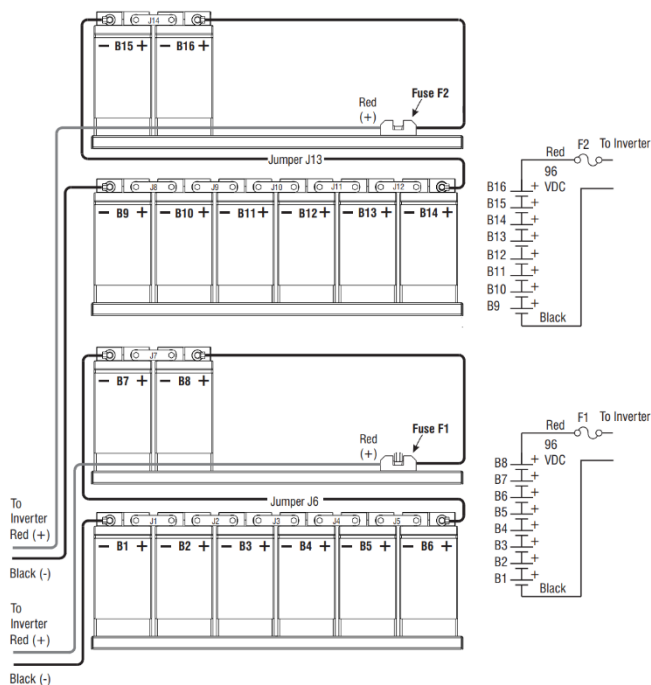 J14
− B15 + − B16 +
Fuse F2
Red
(+)
Jumper J13
J8 J9 J10 J11 J12
− B9 + − B10 + − B11 + − B12 + − B13 + − B14 +
J7
− B7 + − B8 +
Fuse F1
Red
(+)
Jumper J6
J1 J2 J3 J4 J5
− B1 + − B2 + − B3 + − B4 + − B5 + − B6 +
To
Inverter
Red (+)
Black (-)
To
Inverter
Red (+)
Black (-)
Red F2 To Inverter
96
VDC
B16 +
B15 +
B14 +
B13 +
B12 +
B11 +
B10 +
B9 +
Black
Red F1 To Inverter
96
VDC
B8 +
B7 +
B6 +
B5 +
B4 +
B3 +
B2 +
B1 +
Black